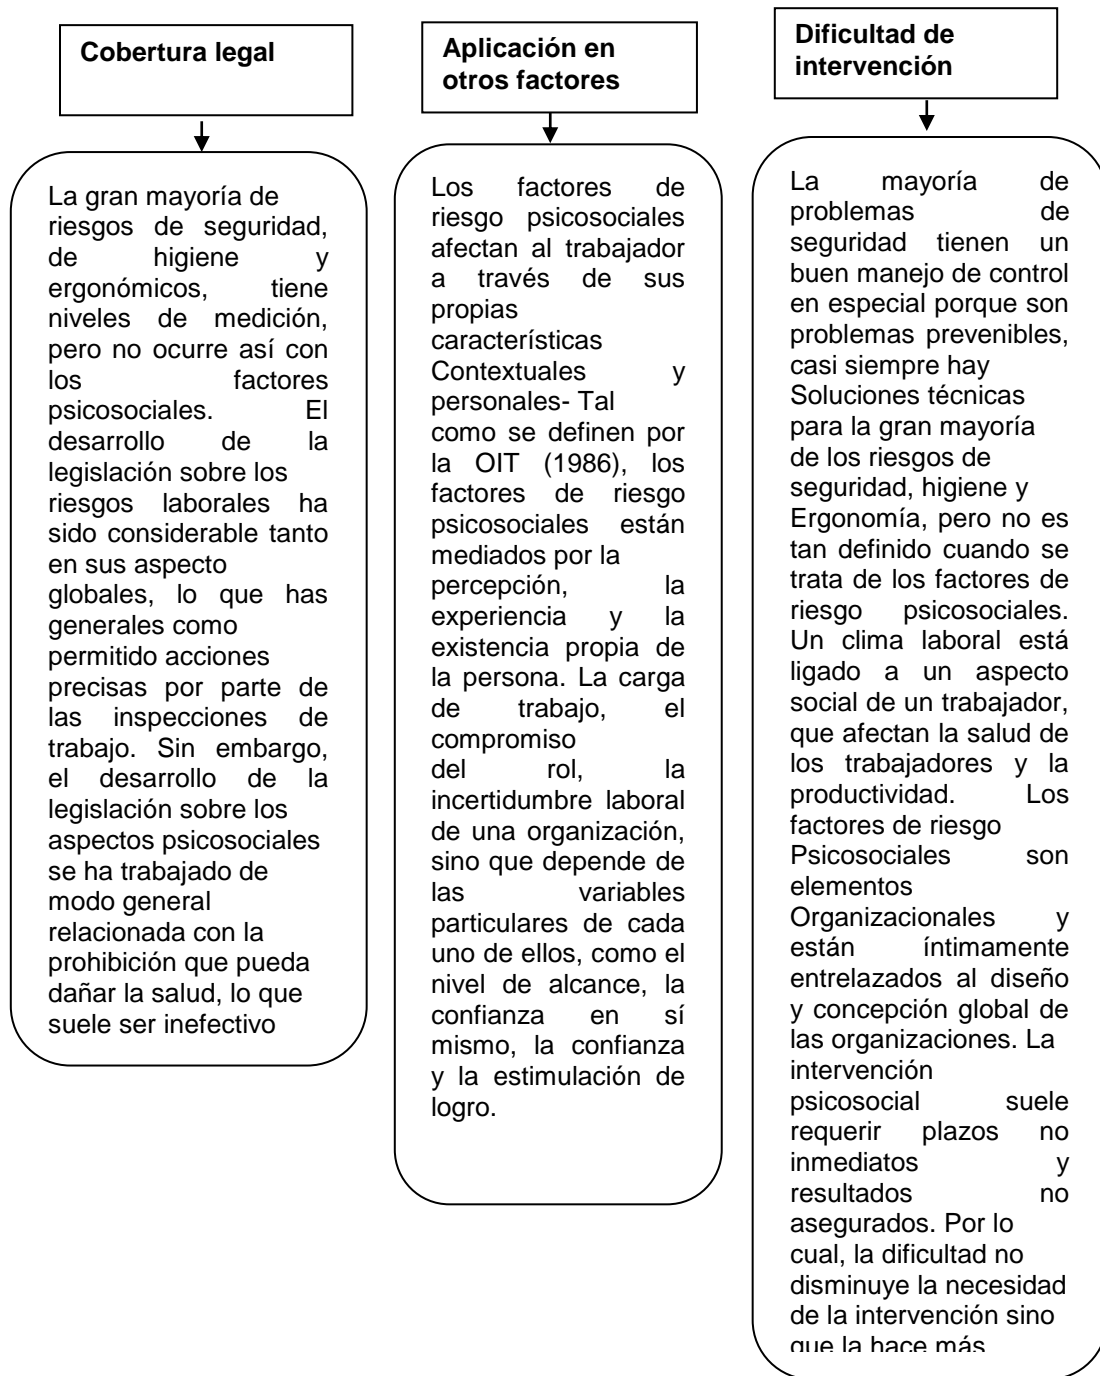 Cobertura legal
La gran mayoría de
riesgos de seguridad,
de higiene y
ergonómicos, tiene
niveles de medición,
pero no ocurre así con
los factores
psicosociales. El
desarrollo de la
legislación sobre los
riesgos laborales ha
sido considerable tanto
en sus aspecto
globales, lo que has
generales como
permitido acciones
precisas por parte de
las inspecciones de
trabajo. Sin embargo,
el desarrollo de la
legislación sobre los
aspectos psicosociales
se ha trabajado de
modo general
relacionada con la
prohibición que pueda
dañar la salud, lo que
suele ser inefectivo
Aplicación en
otros factores
Los factores de
riesgo psicosociales
afectan al trabajador
a través de sus
propias
características
Contextuales y
personales- Tal
como se definen por
la OIT (1986), los
factores de riesgo
psicosociales están
mediados por la
percepción, la
experiencia y la
existencia propia de
la persona. La carga
de trabajo, el
compromiso
del rol, la
incertidumbre laboral
de una organización,
sino que depende de
las variables
particulares de cada
uno de ellos, como el
nivel de alcance, la
confianza en sí
mismo, la confianza
y la estimulación de
logro.
Dificultad de
intervención
La mayoría de
problemas de
seguridad tienen un
buen manejo de control
en especial porque son
problemas prevenibles,
casi siempre hay
Soluciones técnicas
para la gran mayoría
de los riesgos de
seguridad, higiene y
Ergonomía, pero no es
tan definido cuando se
trata de los factores de
riesgo psicosociales.
Un clima laboral está
ligado a un aspecto
social de un trabajador,
que afectan la salud de
los trabajadores y la
productividad. Los
factores de riesgo
Psicosociales son
elementos
Organizacionales y
están íntimamente
entrelazados al diseño
y concepción global de
las organizaciones. La
intervención
psicosocial suele
requerir plazos no
inmediatos y
resultados no
asegurados. Por lo
cual, la dificultad no
disminuye la necesidad
de la intervención sino
que la hace más